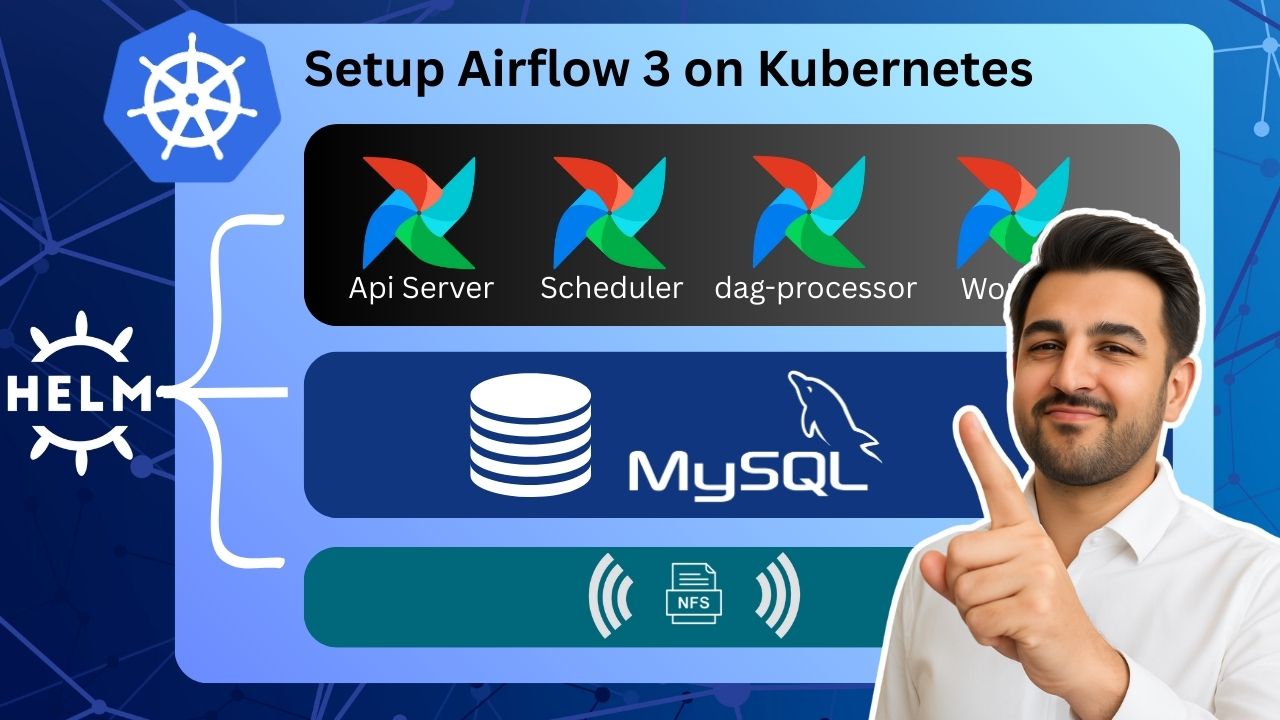 Setup Airflow 3 on Kubernetes
Api Server
Scheduler
dag-processor
HELM
MySQL
NFS